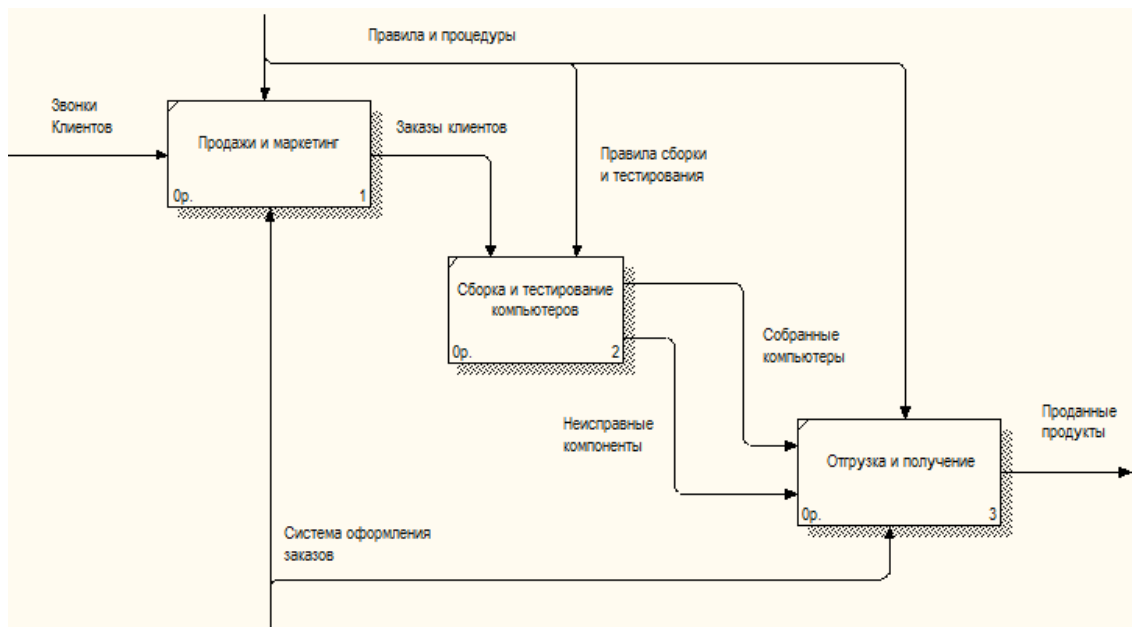 Правила и процедуры
Звонки
Клиентов
Продажи и маркетинг
0р.
1
Заказы клиентов
Правила сборки
и тестирования
Сборка и тестирование
компьютеров
0р.
2
Собранные
компьютеры
Неисправные
компоненты
Проданные
продукты
Отгрузка и получение
0р.
3
Система оформления
заказов